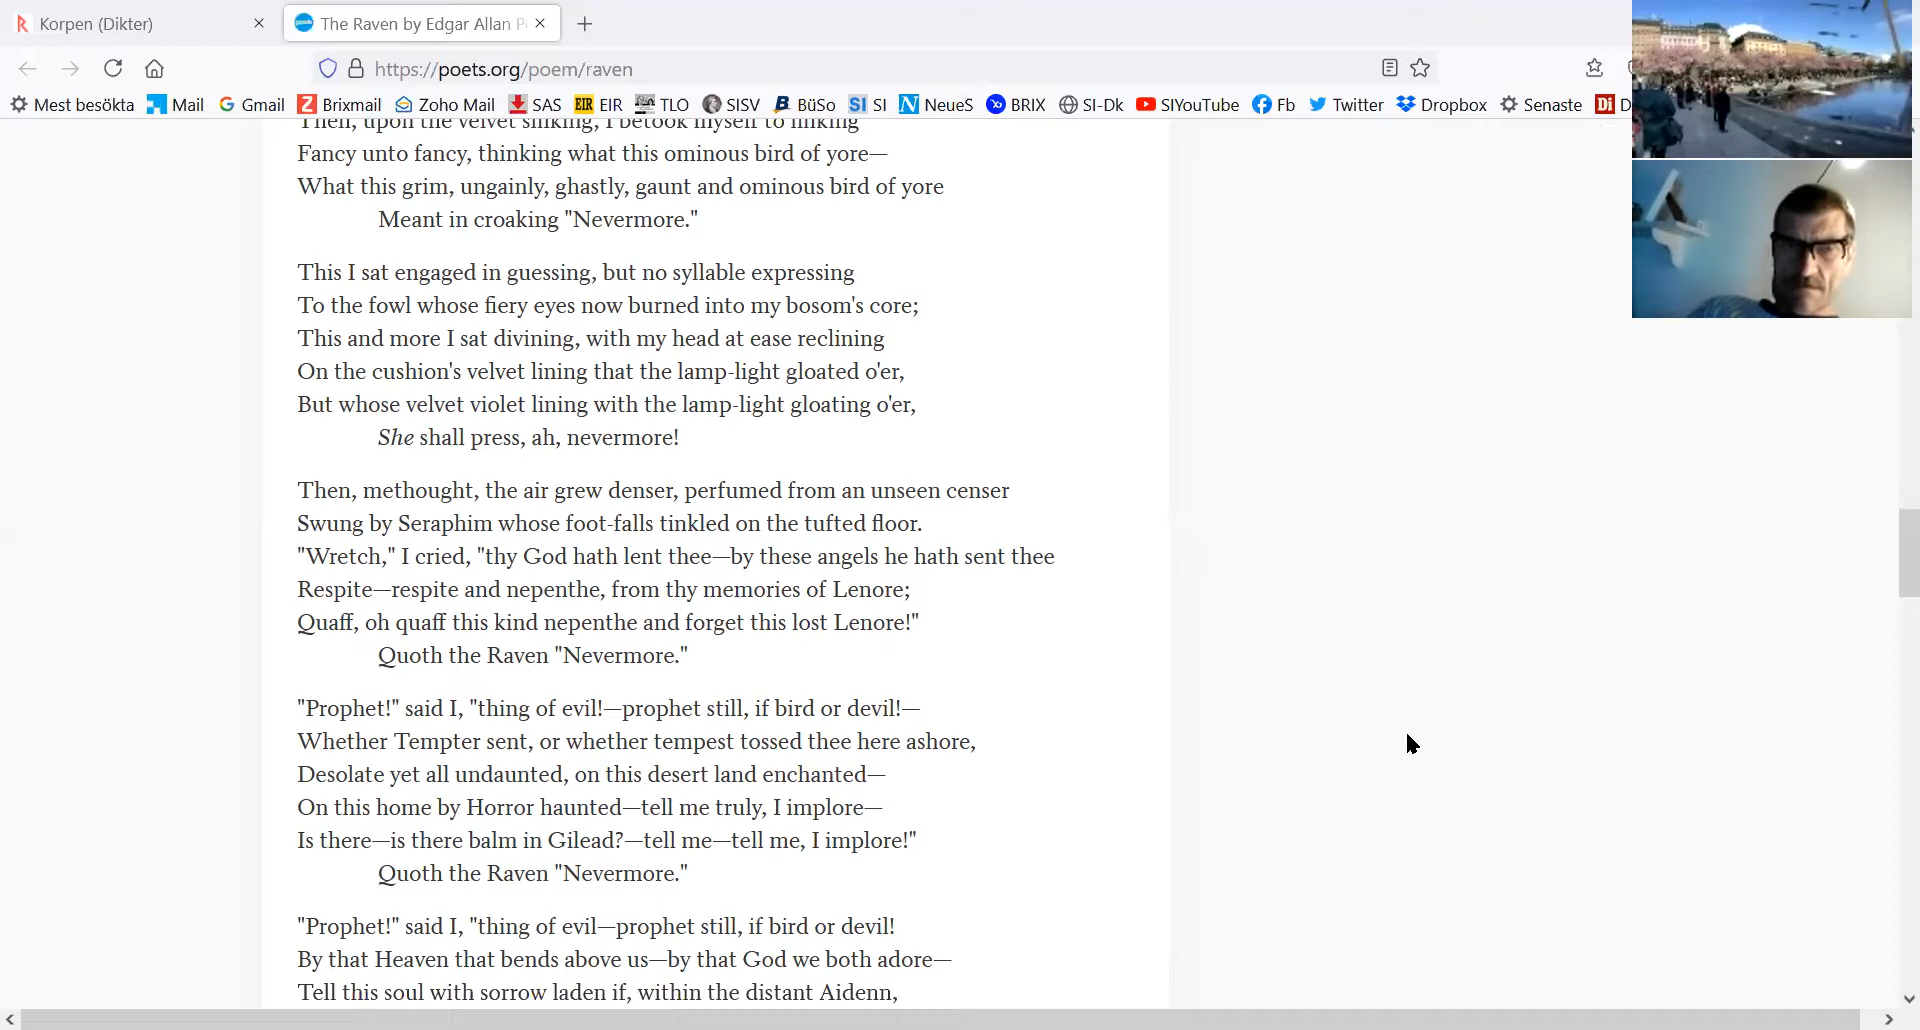 Korpen (Dikter)
The Raven by Edgar Allan P
https://poets.org/poem/raven
Mest besökta Mail Gmail Brixmail Zoho Mail SAS EIR EIR TLO SISV BüSo SI SI NeueS BRIX SI-Dk SIYouTube Fb Twitter Dropbox Senaste Di D
Then, upon the velvet sinking, I betook myself to linking
Fancy unto fancy, thinking what this ominous bird of yore—
What this grim, ungainly, ghastly, gaunt and ominous bird of yore
Meant in croaking "Nevermore."
This I sat engaged in guessing, but no syllable expressing
To the fowl whose fiery eyes now burned into my bosom's core;
This and more I sat divining, with my head at ease reclining
On the cushion's velvet lining that the lamp-light gloated o'er,
But whose velvet violet lining with the lamp-light gloating o'er,
She shall press, ah, nevermore!
Then, methought, the air grew denser, perfumed from an unseen censer
Swung by Seraphim whose foot-falls tinkled on the tufted floor.
"Wretch," I cried, "thy God hath lent thee—by these angels he hath sent thee
Respite—respite and nepenthe, from thy memories of Lenore;
Quaff, oh quaff this kind nepenthe and forget this lost Lenore!"
Quoth the Raven "Nevermore."
"Prophet!" said I, "thing of evil!—prophet still, if bird or devil!—
Whether Tempter sent, or whether tempest tossed thee here ashore,
Desolate yet all undaunted, on this desert land enchanted—
On this home by Horror haunted—tell me truly, I implore—
Is there—is there balm in Gilead?—tell me—tell me, I implore!"
Quoth the Raven "Nevermore."
"Prophet!" said I, "thing of evil—prophet still, if bird or devil!
By that Heaven that bends above us—by that God we both adore—
Tell this soul with sorrow laden if, within the distant Aidenn,